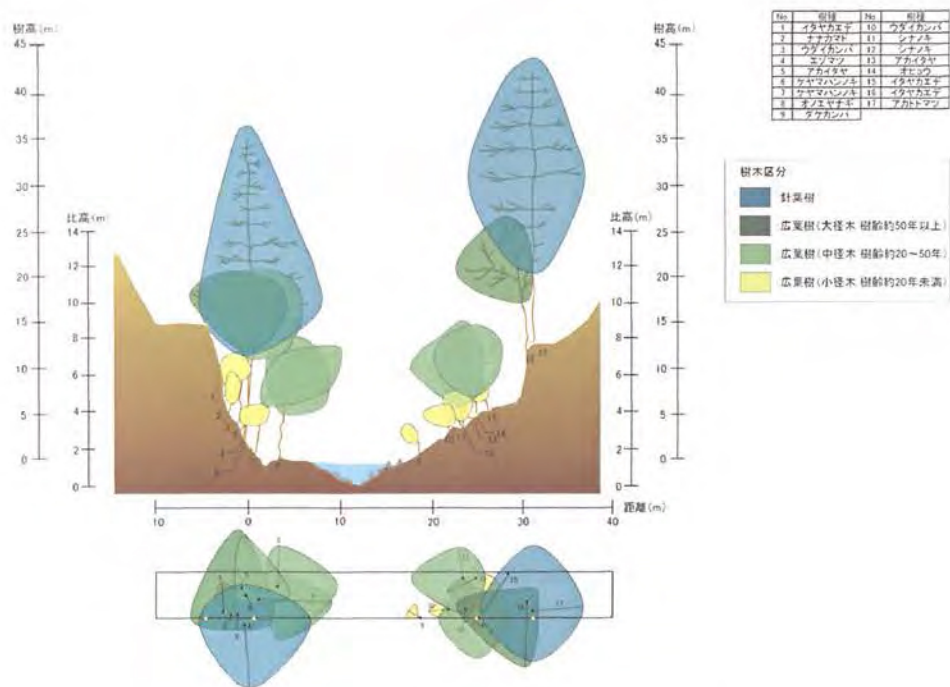 樹高(m)
45
40
35
30
25
20
15
10
5
0
比高(m)
14
12
10
8
6
4
2
0
比高(m)
14
12
10
8
6
4
2
0
樹高(m)
45
40
35
30
25
20
15
10
5
0
No 樹種 No 樹種
1 イタヤカエデ 10 ウダイカンバ
2 ナナカマド 11 シナノキ
3 ウダイカンバ 12 シナノキ
4 エゾマツ 13 アカイタヤ
5 アカイタヤ 14 オヒョウ
6 ケヤマハンノキ 15 イタヤカエデ
7 ケヤマハンノキ 16 イタヤカエデ
8 オノエヤナギ 17 アカトドマツ
9 ダケカンバ
樹木区分
針葉樹
広葉樹(大径木 樹齢約50年以上)
広葉樹(中径木 樹齢約20〜50年)
広葉樹(小径木 樹齢約20年未満)
10 0 10 20 30 40
距離(m)